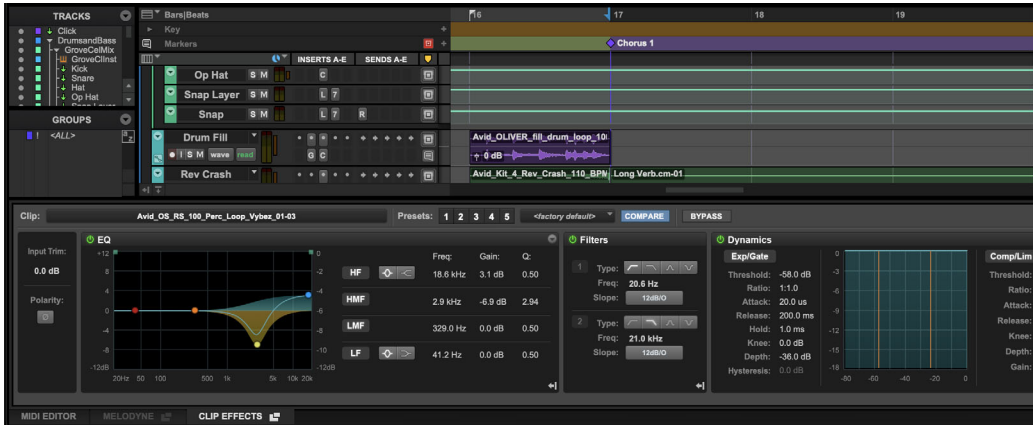 TRACKS
Click
DrumsandBass
GroveCelMix
GroveClInst
Kick
Snare
Hat
Op Hat
Snap Layer
GROUPS
! <ALL>
a z
Bars|Beats
Key
Markers
INSERTS A-E SENDS A-E
Op Hat S M C
Snap Layer S M L 7
Snap S M L 7 R
Drum Fill
I S M wave read G C
Rev Crash
16 17 18 19
Chorus 1
Avid_OLIVER_fill_drum_loop_10
0 dB
Avid_Kit_4_Rev_Crash_110_BPM Long Verb.cm-01
Clip: Avid_OS_RS_100_Perc_Loop_Vybez_01-03 Presets: 1 2 3 4 5 <factory default> COMPARE BYPASS
Input Trim:
0.0 dB
Polarity:
EQ
+12 8 4 -4 -8 -12dB
0 -2 -4 -6 -8 -10 -12dB
20Hz 50 100 500 1k 5k 10k 20k
Freq: Gain: Q:
HF 18.6 kHz 3.1 dB 0.50
HMF 2.9 kHz -6.9 dB 2.94
LMF 329.0 Hz 0.0 dB 0.50
LF 41.2 Hz 0.0 dB 0.50
Filters
1 Type:
Freq: 20.6 Hz
Slope: 12dB/O
2 Type:
Freq: 21.0 kHz
Slope: 12dB/O
Dynamics
Exp/Gate
Threshold: -58.0 dB
Ratio: 1:1.0
Attack: 20.0 us
Release: 200.0 ms
Hold: 1.0 ms
Knee: 0.0 dB
Depth: -36.0 dB
Hysteresis: 0.0 dB
0 -3 -6 -9 -12 -15 -18
-80 -60 -40 -20 0
Comp/Lim
Threshold:
Ratio:
Attack:
Release:
Knee:
Depth:
Gain:
MIDI EDITOR MELODYNE CLIP EFFECTS